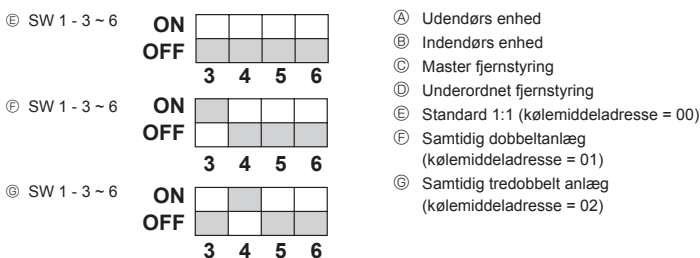 Ⓔ SW 1 - 3 ~ 6
ON
OFF
3 4 5 6
Ⓕ SW 1 - 3 ~ 6
ON
OFF
3 4 5 6
Ⓖ SW 1 - 3 ~ 6
ON
OFF
3 4 5 6
Ⓐ Udendørs enhed
Ⓑ Indendørs enhed
Ⓒ Master fjernstyring
Ⓓ Underordnet fjernstyring
Ⓔ Standard 1:1 (kølemiddeladresse = 00)
Ⓕ Samtidig dobbeltanlæg
(kølemiddeladresse = 01)
Ⓖ Samtidig tredobbelt anlæg
(kølemiddeladresse = 02)